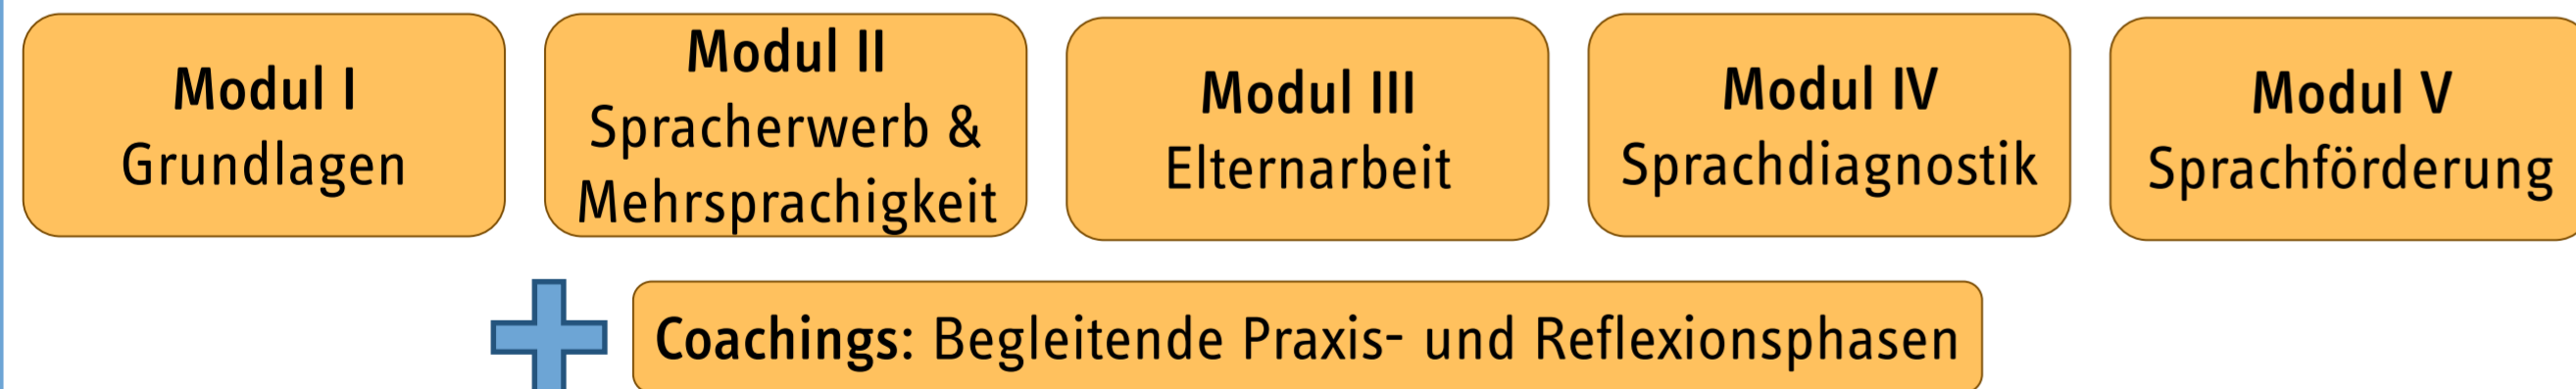 Modul I
Grundlagen
Modul II
Spracherwerb &
Mehrsprachigkeit
Modul III
Elternarbeit
Modul IV
Sprachdiagnostik
Modul V
Sprachförderung
Coachings: Begleitende Praxis- und Reflexionsphasen